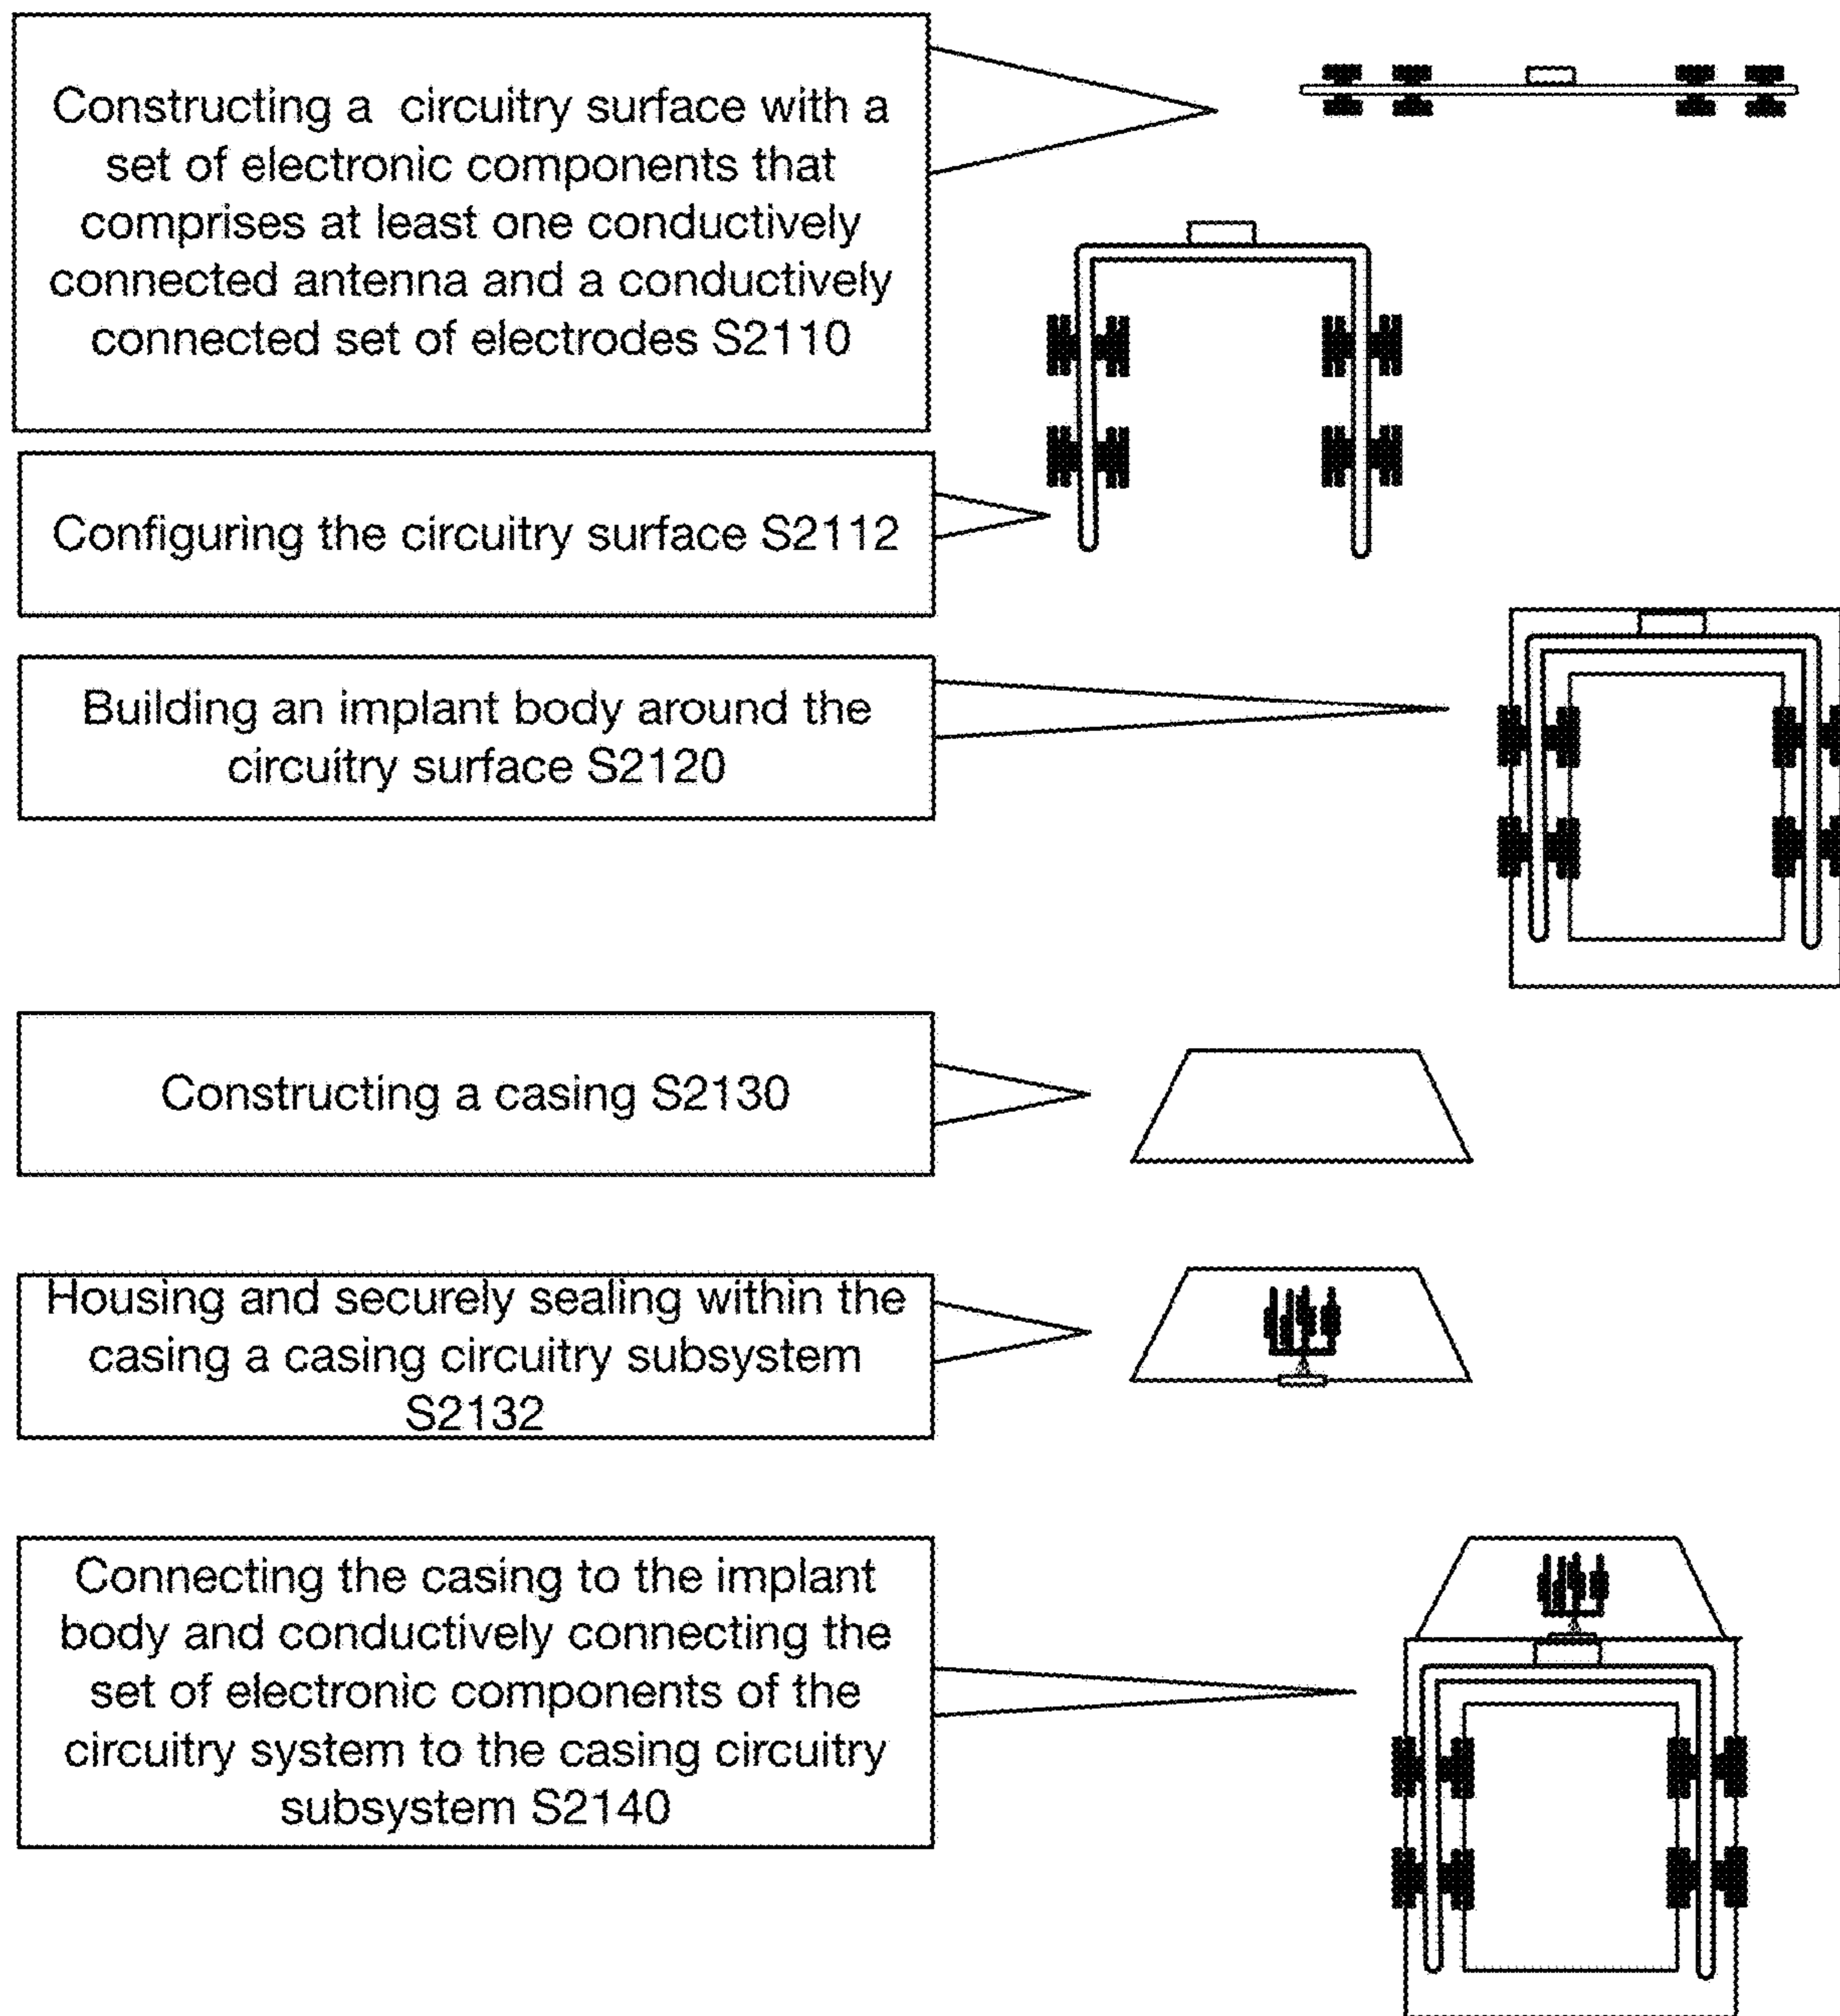 Constructing a circuitry surface with a
set of electronic components that
comprises at least one conductively
connected antenna and a conductively
connected set of electrodes S2110
Configuring the circuitry surface S2112
Building an implant body around the
circuitry surface S2120
Constructing a casing S2130
Housing and securely sealing within the
casing a casing circuitry subsystem
S2132
Connecting the casing to the implant
body and conductively connecting the
set of electronic components of the
circuitry system to the casing circuitry
subsystem S2140